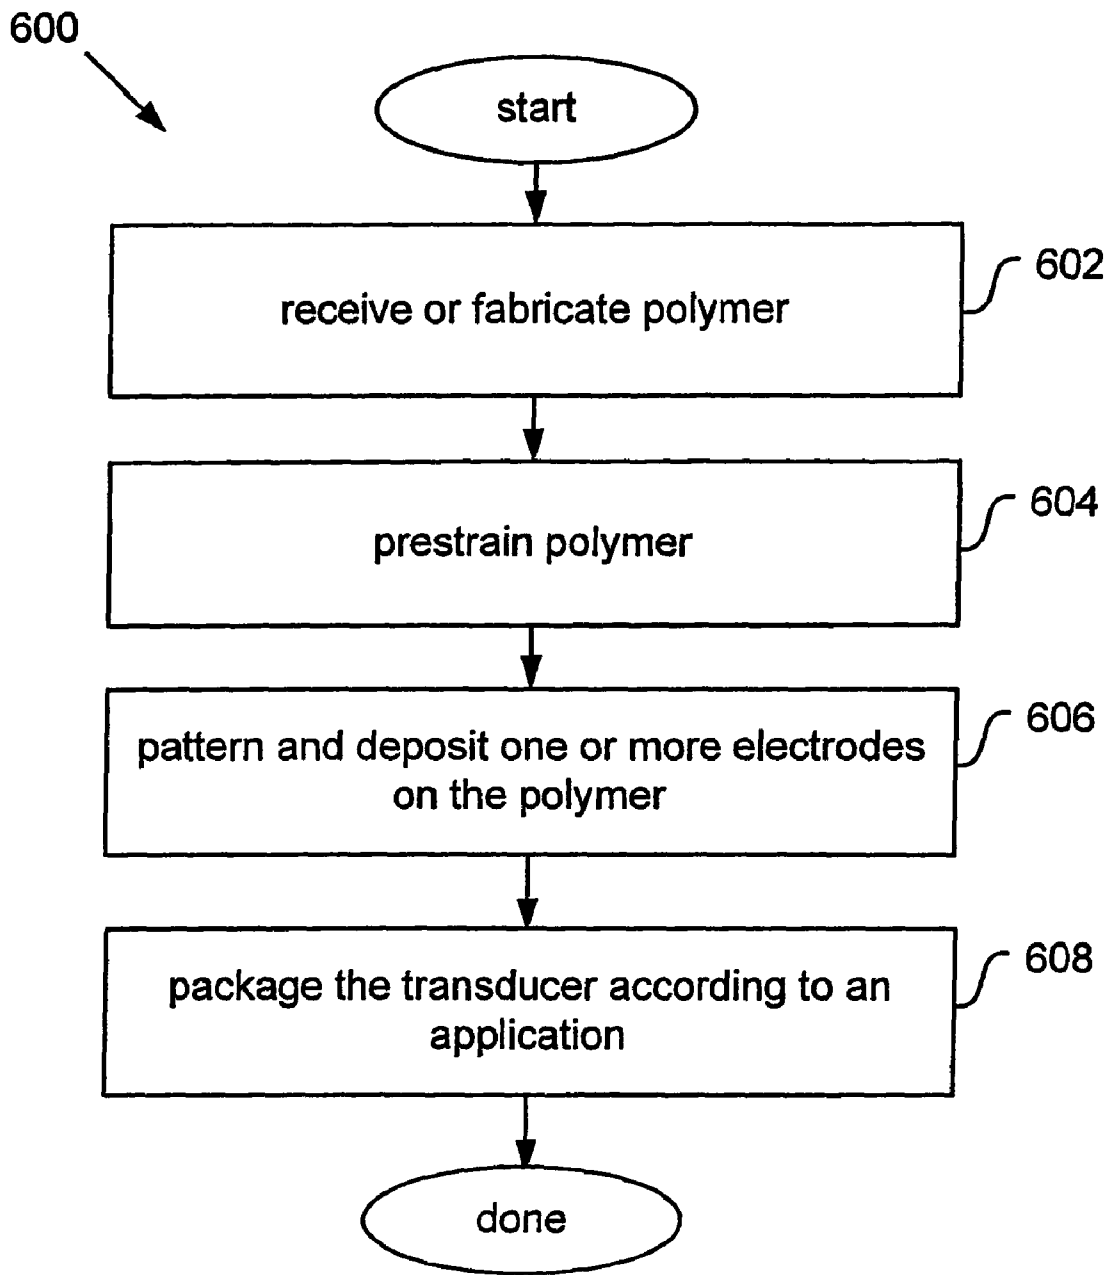 600
start
receive or fabricate polymer
602
prestrain polymer
604
pattern and deposit one or more electrodes
on the polymer
606
package the transducer according to an
application
608
done